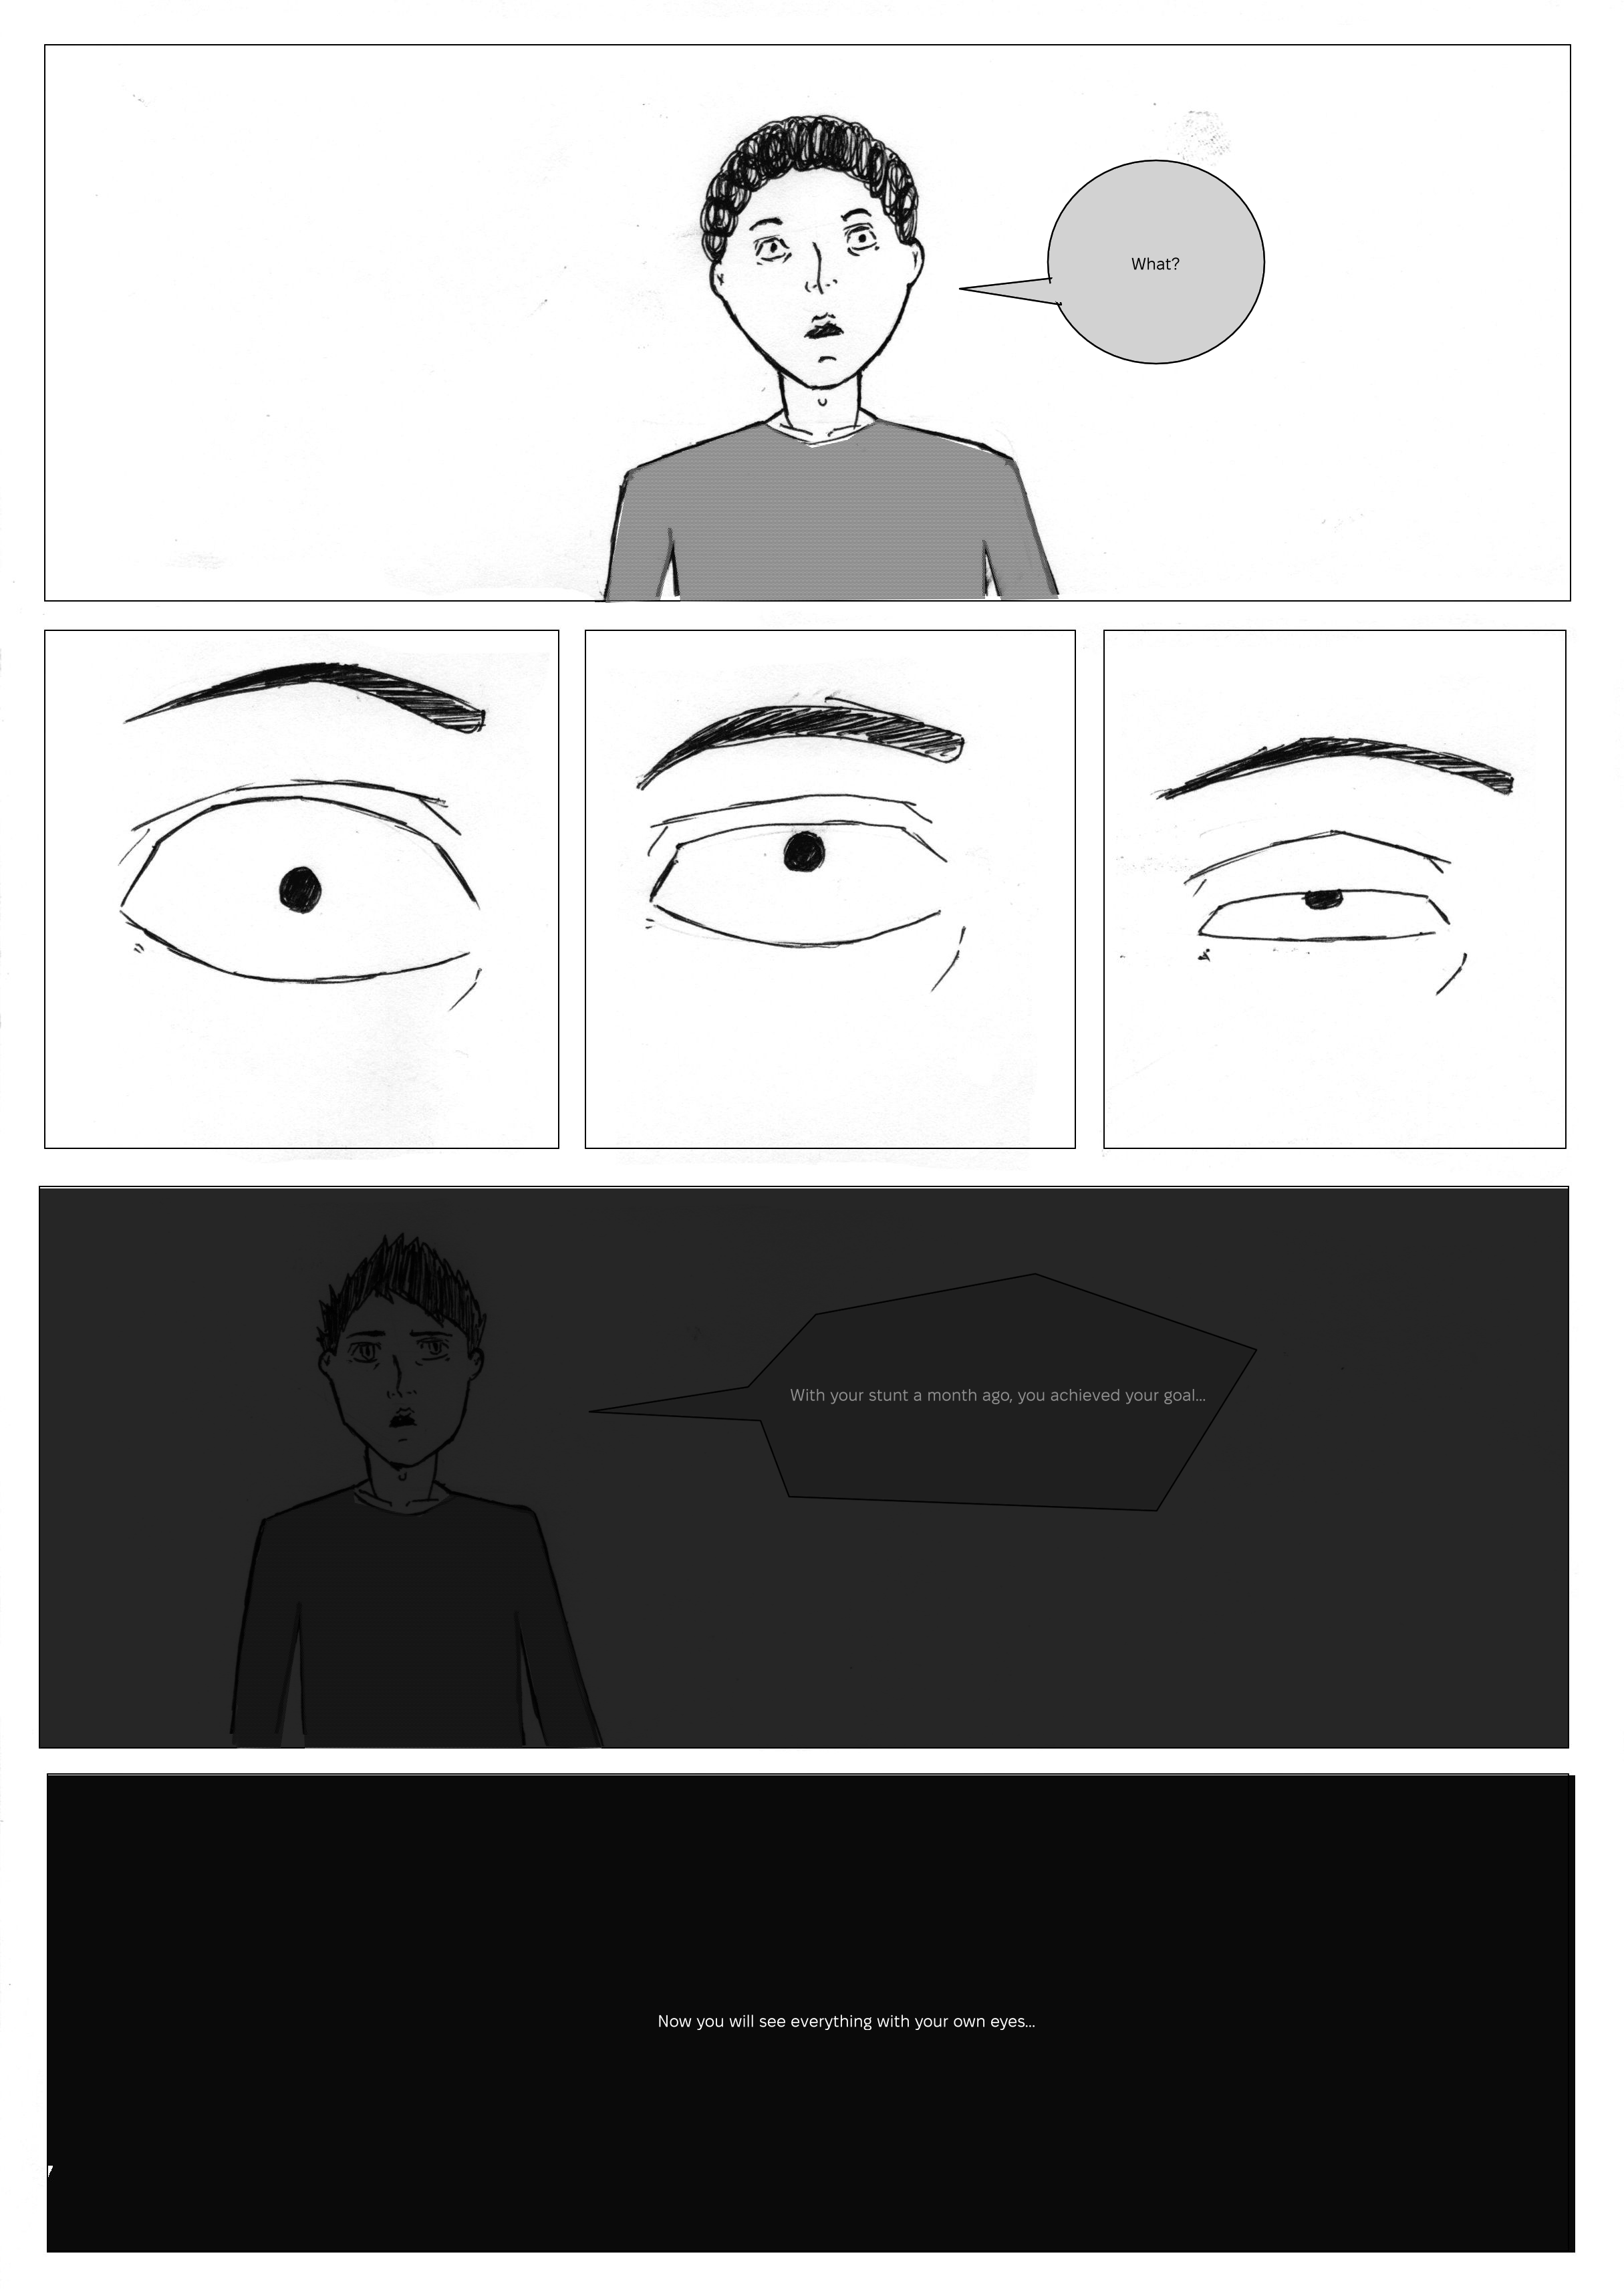 What?
With your stunt a month ago, you achieved your goal...
Now you will see everything with your own eyes...